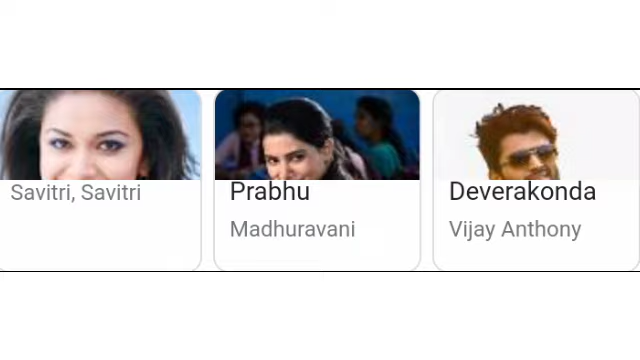 Savitri, Savitri
Prabhu
Madhuravani
Deverakonda
Vijay Anthony